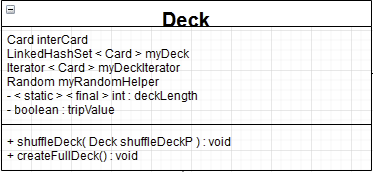 Deck
Card interCard
LinkedHashSet < Card > myDeck
Iterator < Card > myDeckIterator
Random myRandomHelper
- < static > < final > int : deckLength
- boolean : tripValue
+ shuffleDeck( Deck shuffleDeckP ) : void
+ createFullDeck() : void